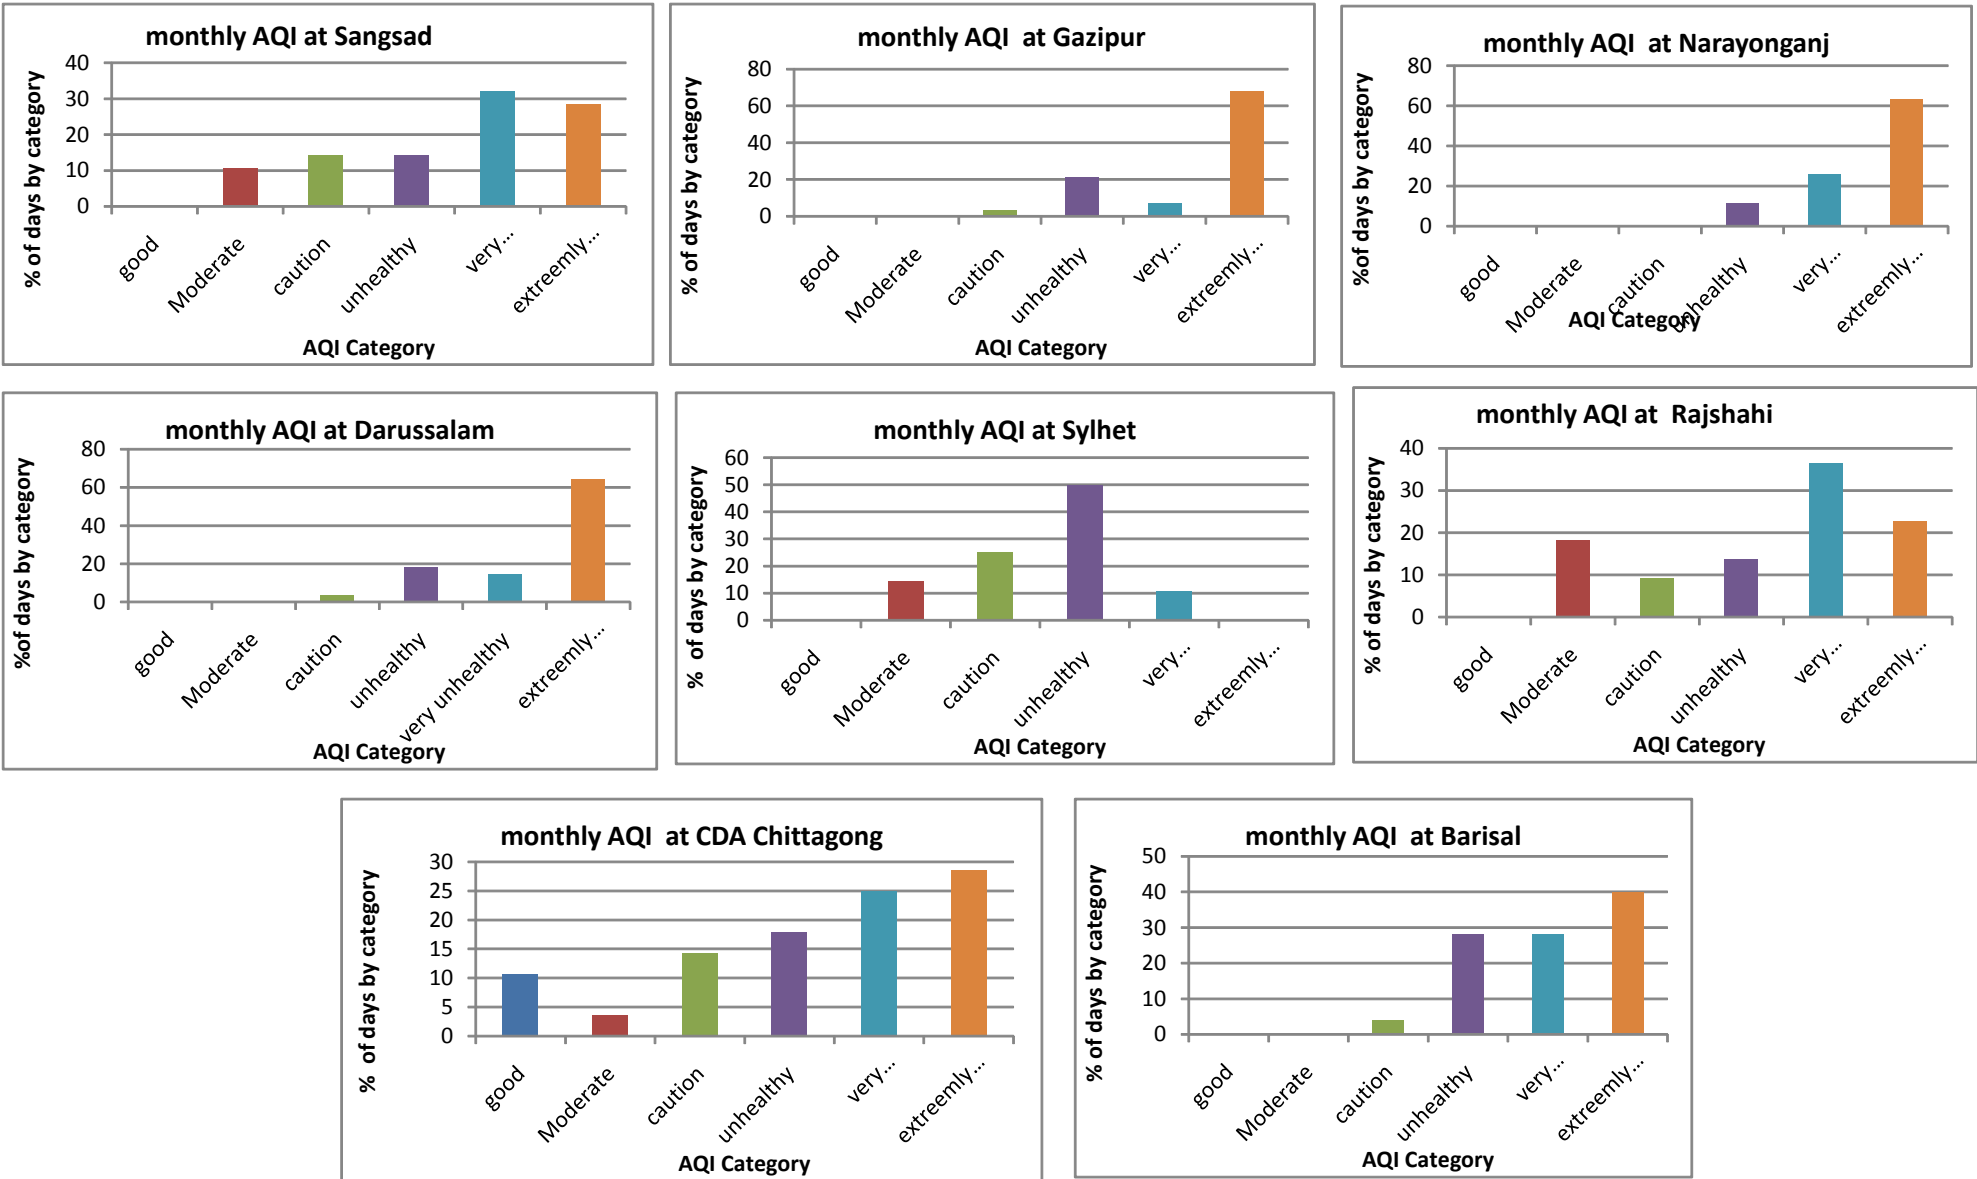 monthly AQI at Sangsad
% of days by category
40
30
20
10
0
good
Moderate
caution
unhealthy
very...
extreemly...
AQI Category
monthly AQI at Gazipur
% of days by category
80
60
40
20
0
good
Moderate
caution
unhealthy
very...
extreemly...
AQI Category
monthly AQI at Narayonganj
%of days by category
80
60
40
20
0
good
Moderate
caution
unhealthy
very...
extreemly...
AQI Category
monthly AQI at Darussalam
%of days by category
80
60
40
20
0
good
Moderate
caution
unhealthy
very unhealthy
extreemly...
AQI Category
monthly AQI at Sylhet
% of days by category
60
50
40
30
20
10
0
good
Moderate
caution
unhealthy
very...
extreemly...
AQI Category
monthly AQI at Rajshahi
% of days by category
40
30
20
10
0
good
Moderate
caution
unhealthy
very...
extreemly...
AQI Category
monthly AQI at CDA Chittagong
% of days by category
30
25
20
15
10
5
0
good
Moderate
caution
unhealthy
very...
extreemly...
AQI Category
monthly AQI at Barisal
% of days by category
50
40
30
20
10
0
good
Moderate
caution
unhealthy
very...
extreemly...
AQI Category